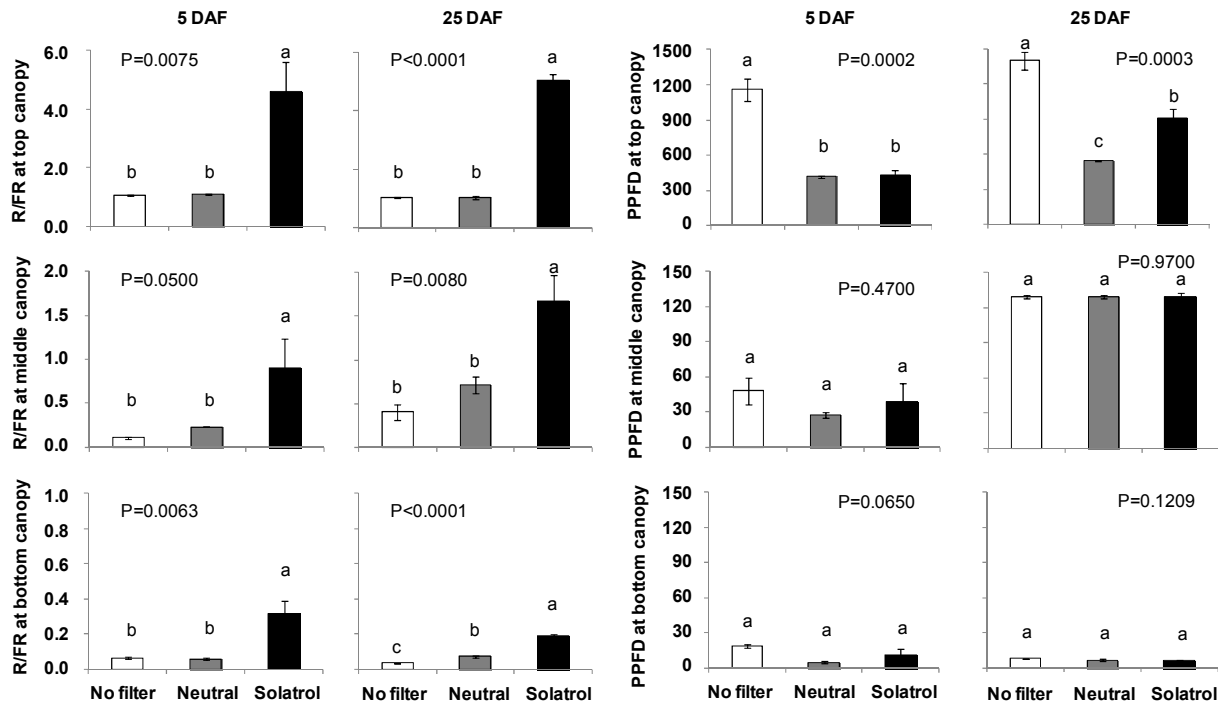 5 DAF
25 DAF
5 DAF
25 DAF
R/FR at top canopy
6.0
4.0
2.0
0.0
P=0.0075
b
b
a
P<0.0001
b
b
a
PPFD at top canopy
1500
1200
900
600
300
0
P=0.0002
a
b
b
P=0.0003
a
c
b
R/FR at middle canopy
2.0
1.5
1.0
0.5
0.0
P=0.0500
b
b
a
P=0.0080
b
b
a
PPFD at middle canopy
150
120
90
60
30
0
P=0.4700
a
a
a
P=0.9700
a
a
a
R/FR at bottom canopy
1.0
0.8
0.6
0.4
0.2
0.0
P=0.0063
b
b
a
P<0.0001
c
b
a
PPFD at bottom canopy
150
120
90
60
30
0
P=0.0650
a
a
a
P=0.1209
a
a
a
No filter Neutral Solatrol
No filter Neutral Solatrol
No filter Neutral Solatrol
No filter Neutral Solatrol